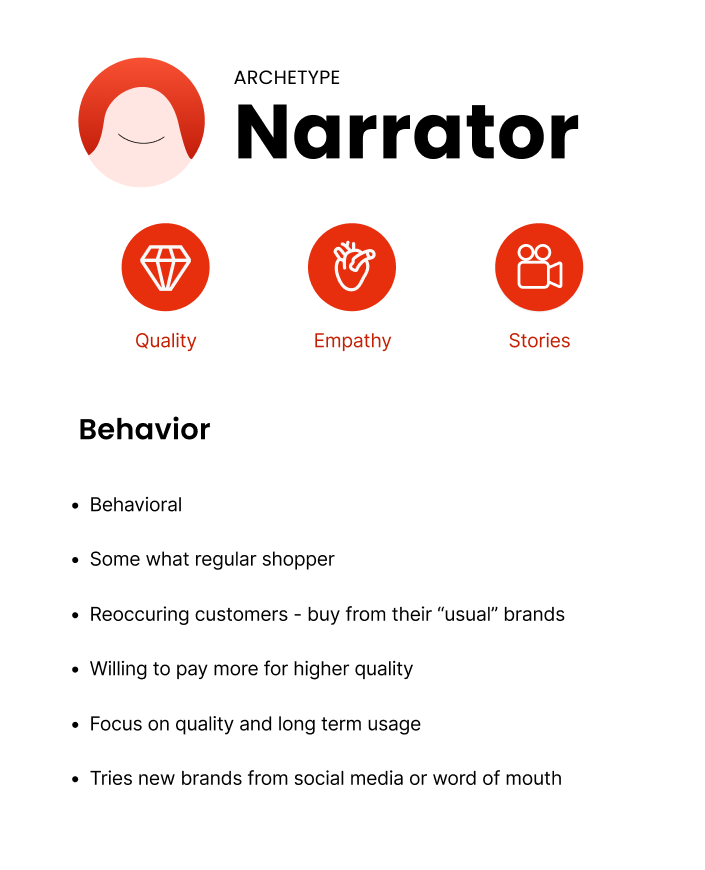 ARCHETYPE
Narrator
Quality
Empathy
Stories
Behavior
• Behavioral
• Some what regular shopper
• Reoccuring customers - buy from their “usual” brands
• Willing to pay more for higher quality
• Focus on quality and long term usage
• Tries new brands from social media or word of mouth